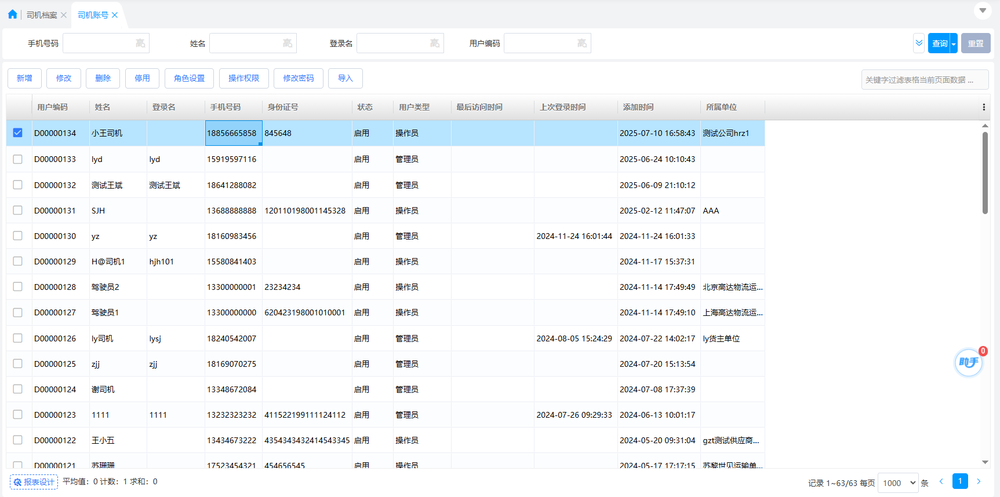 司机档案 司机账号
手机号码 高 姓名 高 登录名 高 用户编码 高 查询 重置
新增 修改 删除 停用 角色设置 操作权限 修改密码 导入 关键字过滤表格当前页面数据 ...
用户编码 姓名 登录名 手机号码 身份证号 状态 用户类型 最后访问时间 上次登录时间 添加时间 所属单位
D00000134 小王司机 18856665858 845648 启用 操作员 2025-07-10 16:58:43 测试公司hrz1
D00000133 lyd lyd 15919597116 启用 管理员 2025-06-24 10:10:43
D00000132 测试王斌 测试王斌 18641288082 启用 管理员 2025-06-09 21:10:12
D00000131 SJH 13688888888 120110198001145328 启用 操作员 2025-02-12 11:47:07 AAA
D00000130 yz yz 18160983456 启用 管理员 2024-11-24 16:01:44 2024-11-24 16:01:33
D00000129 H@司机1 hjh101 15580841403 启用 操作员 2024-11-17 15:37:31
D00000128 驾驶员2 13300000001 23234234 启用 操作员 2024-11-14 17:49:49 北京高达物流运...
D00000127 驾驶员1 13300000000 620423198001010001 启用 操作员 2024-11-14 17:49:10 上海高达物流运...
D00000126 ly司机 lysj 18240542007 启用 管理员 2024-08-05 15:24:29 2024-07-22 14:02:17 ly货主单位
D00000125 zjj zjj 18169070275 启用 管理员 2024-07-20 15:13:54
D00000124 谢司机 13348672084 启用 管理员 2024-07-08 17:37:39
D00000123 1111 1111 13232323232 411522199111124112 启用 管理员 2024-07-26 09:29:33 2024-06-13 10:01:17
D00000122 王小五 13434673222 4354343432414543345 启用 操作员 2024-05-20 09:31:04 gzt测试供应商...
D00000121 苏珊珊 17523454321 454656545 启用 操作员 2024-05-17 17:17:15 苏黎世见运输单...
助手 0
报表设计 平均值：0 计数：1 求和：0 记录 1~63/63 每页 1000 条 1